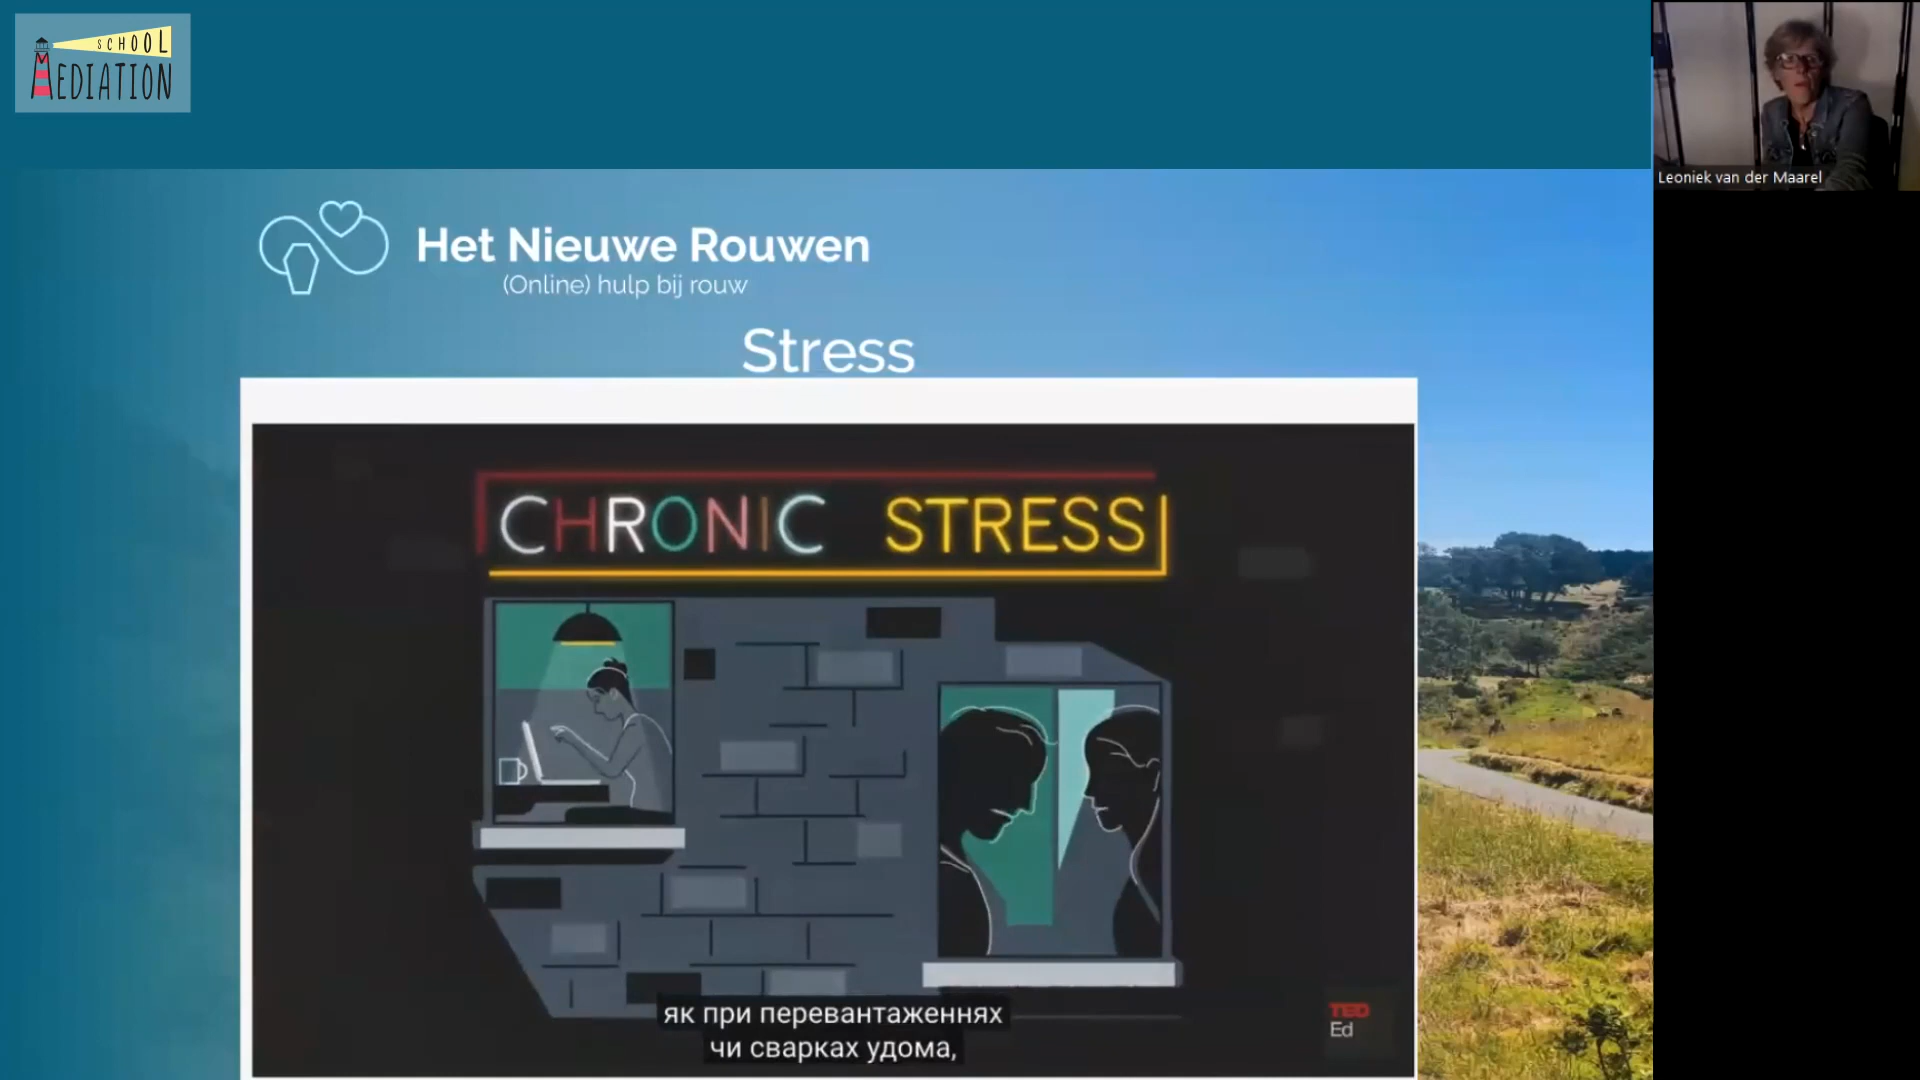 SCHOOL
MEDIATION
Leoniek van der Maarel
Het Nieuwe Rouwen
(Online) hulp bij rouw
Stress
CHRONIC STRESS
як при перевантаженнях
чи сварках удома,
TED
Ed